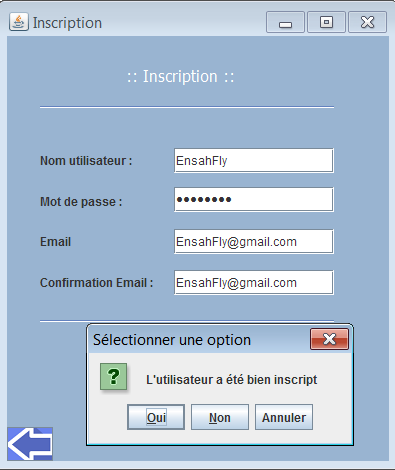 Inscription
:: Inscription ::
Nom utilisateur : EnsahFly
Mot de passe : ••••••••
Email EnsahFly@gmail.com
Confirmation Email : EnsahFly@gmail.com
Sélectionner une option
? L'utilisateur a été bien inscript
Oui Non Annuler